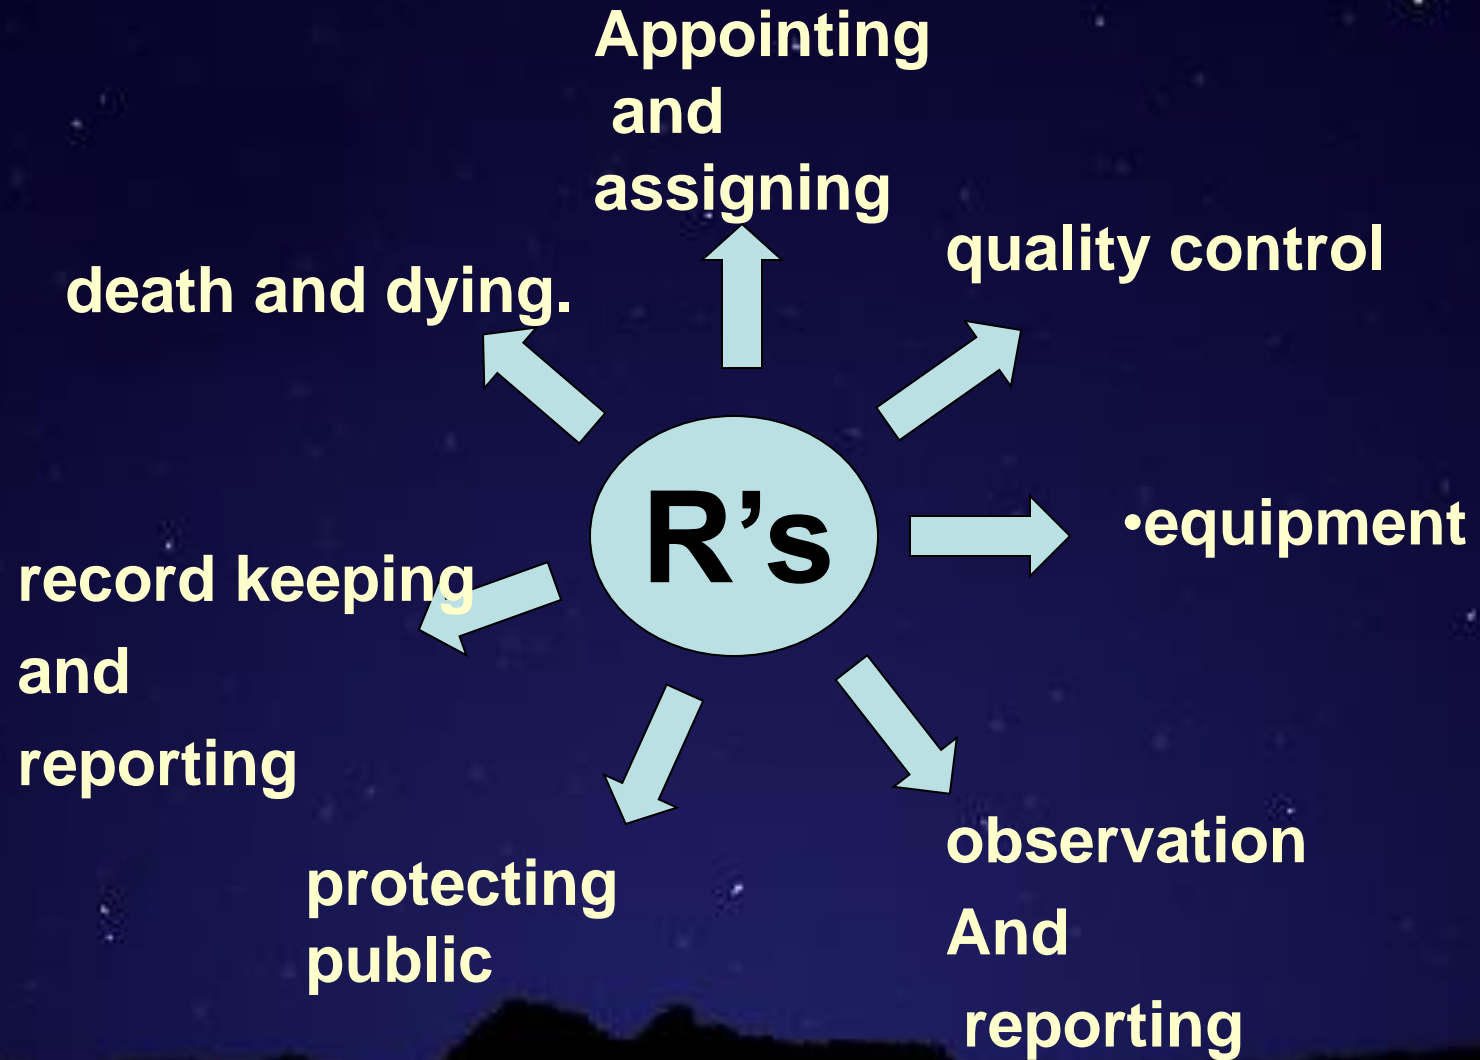 Appointing
and
assigning
quality control
death and dying.
R’s
•equipment
record keeping
and
reporting
observation
And
reporting
protecting
public